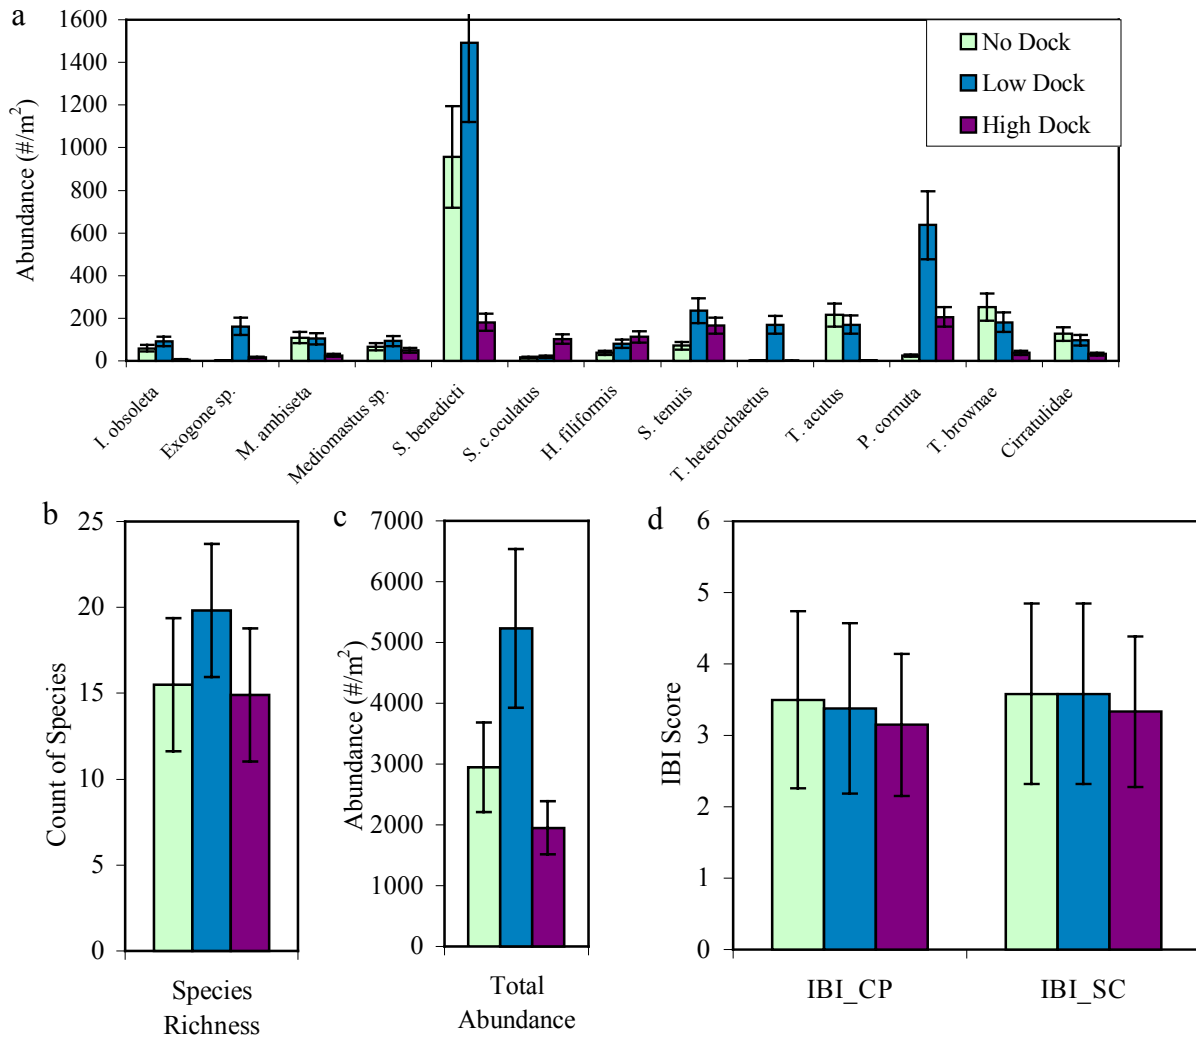 a
1600
1400
1200
1000
800
600
400
200
0
Abundance (#/m²)
No Dock
Low Dock
High Dock
I. obsoleta
Exogone sp.
M. ambiseta
Mediomastus sp.
S. benedicti
S. c.oculatus
H. filiformis
S. tenuis
T. heterochaetus
T. acutus
P. cornuta
T. brownae
Cirratulidae
b
25
20
15
10
5
0
Count of Species
Species
Richness
c
7000
6000
5000
4000
3000
2000
1000
0
Abundance (#/m²)
Total
Abundance
d
6
5
4
3
2
1
0
IBI Score
IBI_CP
IBI_SC